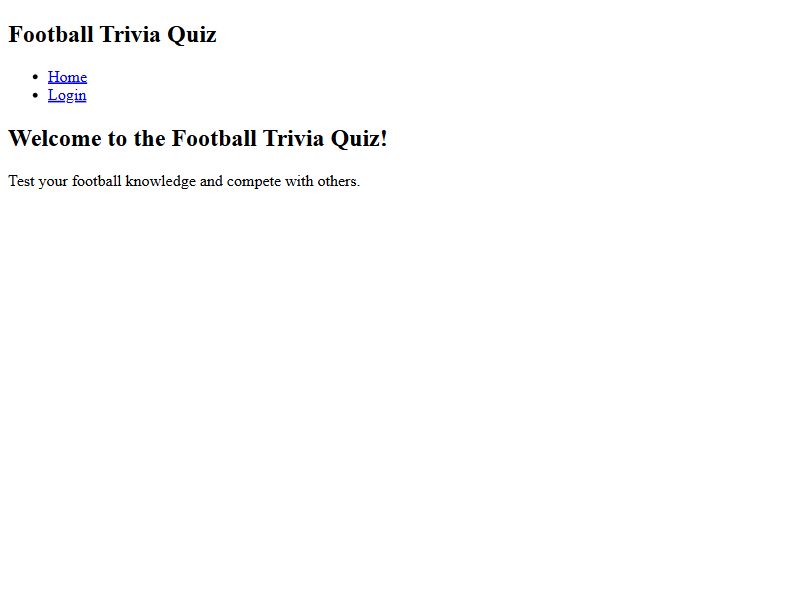 Football Trivia Quiz
Home
Login
Welcome to the Football Trivia Quiz!
Test your football knowledge and compete with others.